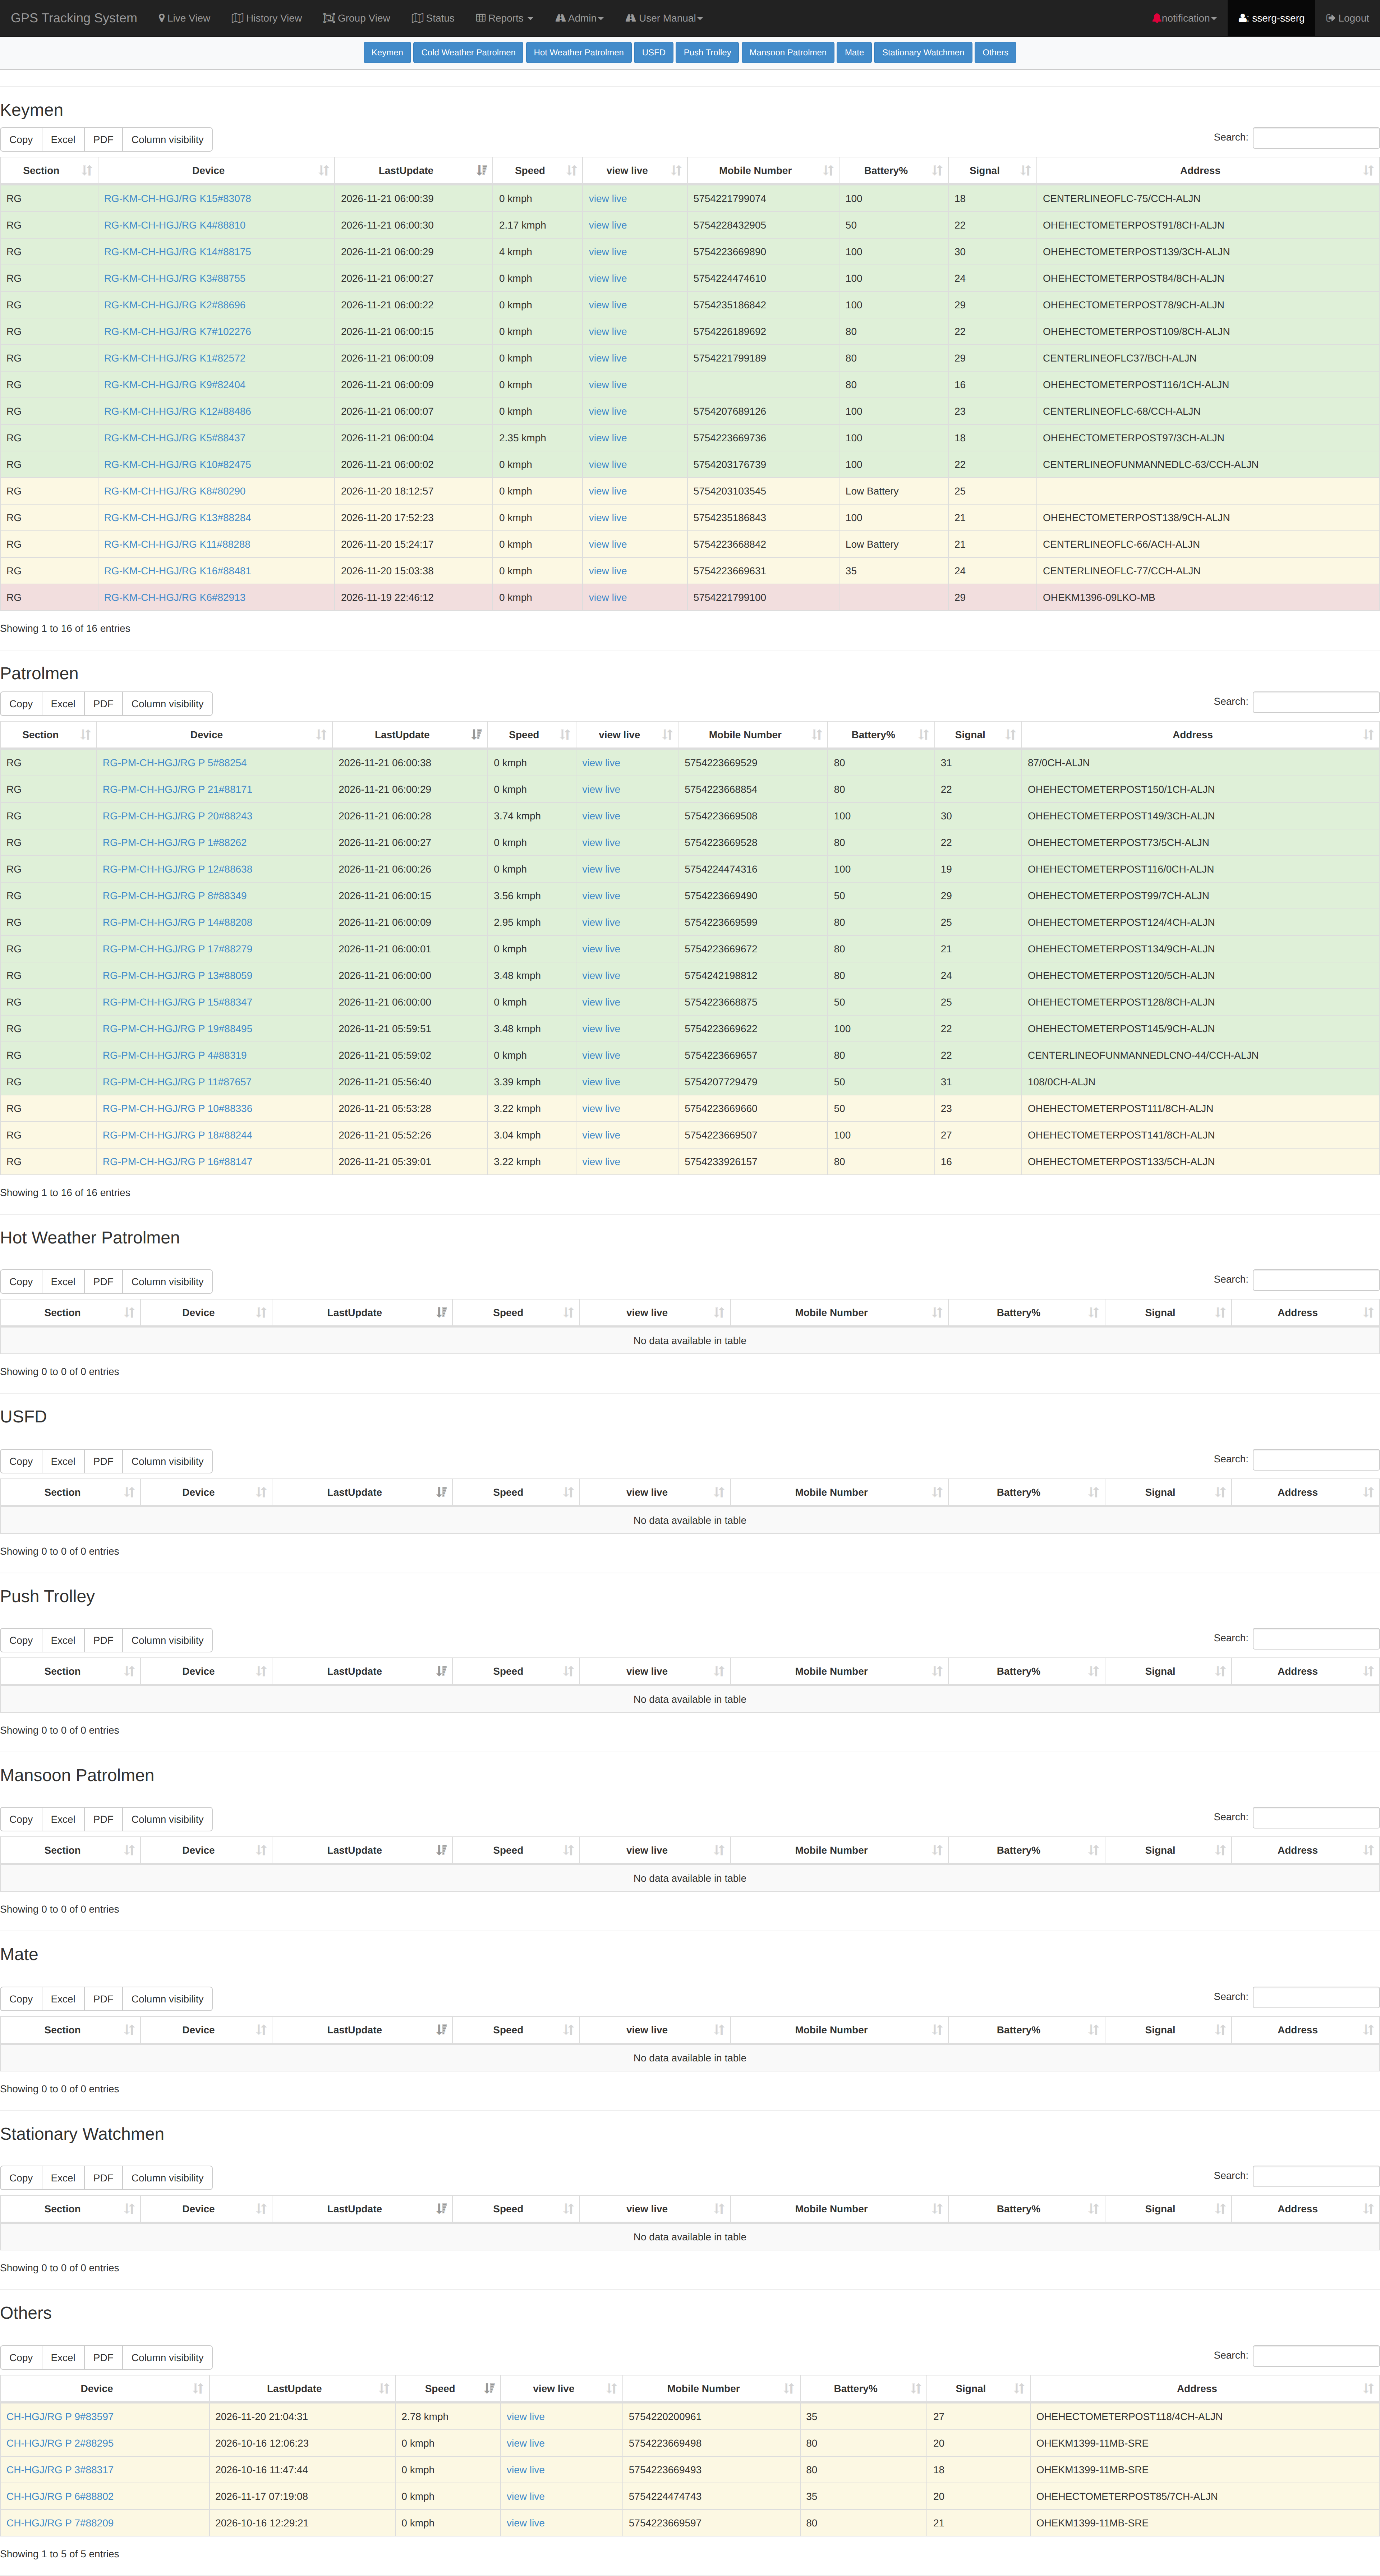 GPS Tracking System Live View History View Group View Status Reports Admin User Manual notification : sserg-sserg Logout
Keymen Cold Weather Patrolmen Hot Weather Patrolmen USFD Push Trolley Mansoon Patrolmen Mate Stationary Watchmen Others
Keymen
Copy Excel PDF Column visibility Search:
Section Device LastUpdate Speed view live Mobile Number Battery% Signal Address
RG RG-KM-CH-HGJ/RG K15#83078 2026-11-21 06:00:39 0 kmph view live 5754221799074 100 18 CENTERLINEOFLC-75/CCH-ALJN
RG RG-KM-CH-HGJ/RG K4#88810 2026-11-21 06:00:30 2.17 kmph view live 5754228432905 50 22 OHEHECTOMETERPOST91/8CH-ALJN
RG RG-KM-CH-HGJ/RG K14#88175 2026-11-21 06:00:29 4 kmph view live 5754223669890 100 30 OHEHECTOMETERPOST139/3CH-ALJN
RG RG-KM-CH-HGJ/RG K3#88755 2026-11-21 06:00:27 0 kmph view live 5754224474610 100 24 OHEHECTOMETERPOST84/8CH-ALJN
RG RG-KM-CH-HGJ/RG K2#88696 2026-11-21 06:00:22 0 kmph view live 5754235186842 100 29 OHEHECTOMETERPOST78/9CH-ALJN
RG RG-KM-CH-HGJ/RG K7#102276 2026-11-21 06:00:15 0 kmph view live 5754226189692 80 22 OHEHECTOMETERPOST109/8CH-ALJN
RG RG-KM-CH-HGJ/RG K1#82572 2026-11-21 06:00:09 0 kmph view live 5754221799189 80 29 CENTERLINEOFLC37/BCH-ALJN
RG RG-KM-CH-HGJ/RG K9#82404 2026-11-21 06:00:09 0 kmph view live 80 16 OHEHECTOMETERPOST116/1CH-ALJN
RG RG-KM-CH-HGJ/RG K12#88486 2026-11-21 06:00:07 0 kmph view live 5754207689126 100 23 CENTERLINEOFLC-68/CCH-ALJN
RG RG-KM-CH-HGJ/RG K5#88437 2026-11-21 06:00:04 2.35 kmph view live 5754223669736 100 18 OHEHECTOMETERPOST97/3CH-ALJN
RG RG-KM-CH-HGJ/RG K10#82475 2026-11-21 06:00:02 0 kmph view live 5754203176739 100 22 CENTERLINEOFUNMANNEDLC-63/CCH-ALJN
RG RG-KM-CH-HGJ/RG K8#80290 2026-11-20 18:12:57 0 kmph view live 5754203103545 Low Battery 25
RG RG-KM-CH-HGJ/RG K13#88284 2026-11-20 17:52:23 0 kmph view live 5754235186843 100 21 OHEHECTOMETERPOST138/9CH-ALJN
RG RG-KM-CH-HGJ/RG K11#88288 2026-11-20 15:24:17 0 kmph view live 5754223668842 Low Battery 21 CENTERLINEOFLC-66/ACH-ALJN
RG RG-KM-CH-HGJ/RG K16#88481 2026-11-20 15:03:38 0 kmph view live 5754223669631 35 24 CENTERLINEOFLC-77/CCH-ALJN
RG RG-KM-CH-HGJ/RG K6#82913 2026-11-19 22:46:12 0 kmph view live 5754221799100 29 OHEKM1396-09LKO-MB
Showing 1 to 16 of 16 entries
Patrolmen
Copy Excel PDF Column visibility Search:
Section Device LastUpdate Speed view live Mobile Number Battery% Signal Address
RG RG-PM-CH-HGJ/RG P 5#88254 2026-11-21 06:00:38 0 kmph view live 5754223669529 80 31 87/0CH-ALJN
RG RG-PM-CH-HGJ/RG P 21#88171 2026-11-21 06:00:29 0 kmph view live 5754223668854 80 22 OHEHECTOMETERPOST150/1CH-ALJN
RG RG-PM-CH-HGJ/RG P 20#88243 2026-11-21 06:00:28 3.74 kmph view live 5754223669508 100 30 OHEHECTOMETERPOST149/3CH-ALJN
RG RG-PM-CH-HGJ/RG P 1#88262 2026-11-21 06:00:27 0 kmph view live 5754223669528 80 22 OHEHECTOMETERPOST73/5CH-ALJN
RG RG-PM-CH-HGJ/RG P 12#88638 2026-11-21 06:00:26 0 kmph view live 5754224474316 100 19 OHEHECTOMETERPOST116/0CH-ALJN
RG RG-PM-CH-HGJ/RG P 8#88349 2026-11-21 06:00:15 3.56 kmph view live 5754223669490 50 29 OHEHECTOMETERPOST99/7CH-ALJN
RG RG-PM-CH-HGJ/RG P 14#88208 2026-11-21 06:00:09 2.95 kmph view live 5754223669599 80 25 OHEHECTOMETERPOST124/4CH-ALJN
RG RG-PM-CH-HGJ/RG P 17#88279 2026-11-21 06:00:01 0 kmph view live 5754223669672 80 21 OHEHECTOMETERPOST134/9CH-ALJN
RG RG-PM-CH-HGJ/RG P 13#88059 2026-11-21 06:00:00 3.48 kmph view live 5754242198812 80 24 OHEHECTOMETERPOST120/5CH-ALJN
RG RG-PM-CH-HGJ/RG P 15#88347 2026-11-21 06:00:00 0 kmph view live 5754223668875 50 25 OHEHECTOMETERPOST128/8CH-ALJN
RG RG-PM-CH-HGJ/RG P 19#88495 2026-11-21 05:59:51 3.48 kmph view live 5754223669622 100 22 OHEHECTOMETERPOST145/9CH-ALJN
RG RG-PM-CH-HGJ/RG P 4#88319 2026-11-21 05:59:02 0 kmph view live 5754223669657 80 22 CENTERLINEOFUNMANNEDLCNO-44/CCH-ALJN
RG RG-PM-CH-HGJ/RG P 11#87657 2026-11-21 05:56:40 3.39 kmph view live 5754207729479 50 31 108/0CH-ALJN
RG RG-PM-CH-HGJ/RG P 10#88336 2026-11-21 05:53:28 3.22 kmph view live 5754223669660 50 23 OHEHECTOMETERPOST111/8CH-ALJN
RG RG-PM-CH-HGJ/RG P 18#88244 2026-11-21 05:52:26 3.04 kmph view live 5754223669507 100 27 OHEHECTOMETERPOST141/8CH-ALJN
RG RG-PM-CH-HGJ/RG P 16#88147 2026-11-21 05:39:01 3.22 kmph view live 5754233926157 80 16 OHEHECTOMETERPOST133/5CH-ALJN
Showing 1 to 16 of 16 entries
Hot Weather Patrolmen
Copy Excel PDF Column visibility Search:
Section Device LastUpdate Speed view live Mobile Number Battery% Signal Address
No data available in table
Showing 0 to 0 of 0 entries
USFD
Copy Excel PDF Column visibility Search:
Section Device LastUpdate Speed view live Mobile Number Battery% Signal Address
No data available in table
Showing 0 to 0 of 0 entries
Push Trolley
Copy Excel PDF Column visibility Search:
Section Device LastUpdate Speed view live Mobile Number Battery% Signal Address
No data available in table
Showing 0 to 0 of 0 entries
Mansoon Patrolmen
Copy Excel PDF Column visibility Search:
Section Device LastUpdate Speed view live Mobile Number Battery% Signal Address
No data available in table
Showing 0 to 0 of 0 entries
Mate
Copy Excel PDF Column visibility Search:
Section Device LastUpdate Speed view live Mobile Number Battery% Signal Address
No data available in table
Showing 0 to 0 of 0 entries
Stationary Watchmen
Copy Excel PDF Column visibility Search:
Section Device LastUpdate Speed view live Mobile Number Battery% Signal Address
No data available in table
Showing 0 to 0 of 0 entries
Others
Copy Excel PDF Column visibility Search:
Device LastUpdate Speed view live Mobile Number Battery% Signal Address
CH-HGJ/RG P 9#83597 2026-11-20 21:04:31 2.78 kmph view live 5754220200961 35 27 OHEHECTOMETERPOST118/4CH-ALJN
CH-HGJ/RG P 2#88295 2026-10-16 12:06:23 0 kmph view live 5754223669498 80 20 OHEKM1399-11MB-SRE
CH-HGJ/RG P 3#88317 2026-10-16 11:47:44 0 kmph view live 5754223669493 80 18 OHEKM1399-11MB-SRE
CH-HGJ/RG P 6#88802 2026-11-17 07:19:08 0 kmph view live 5754224474743 35 20 OHEHECTOMETERPOST85/7CH-ALJN
CH-HGJ/RG P 7#88209 2026-10-16 12:29:21 0 kmph view live 5754223669597 80 21 OHEKM1399-11MB-SRE
Showing 1 to 5 of 5 entries